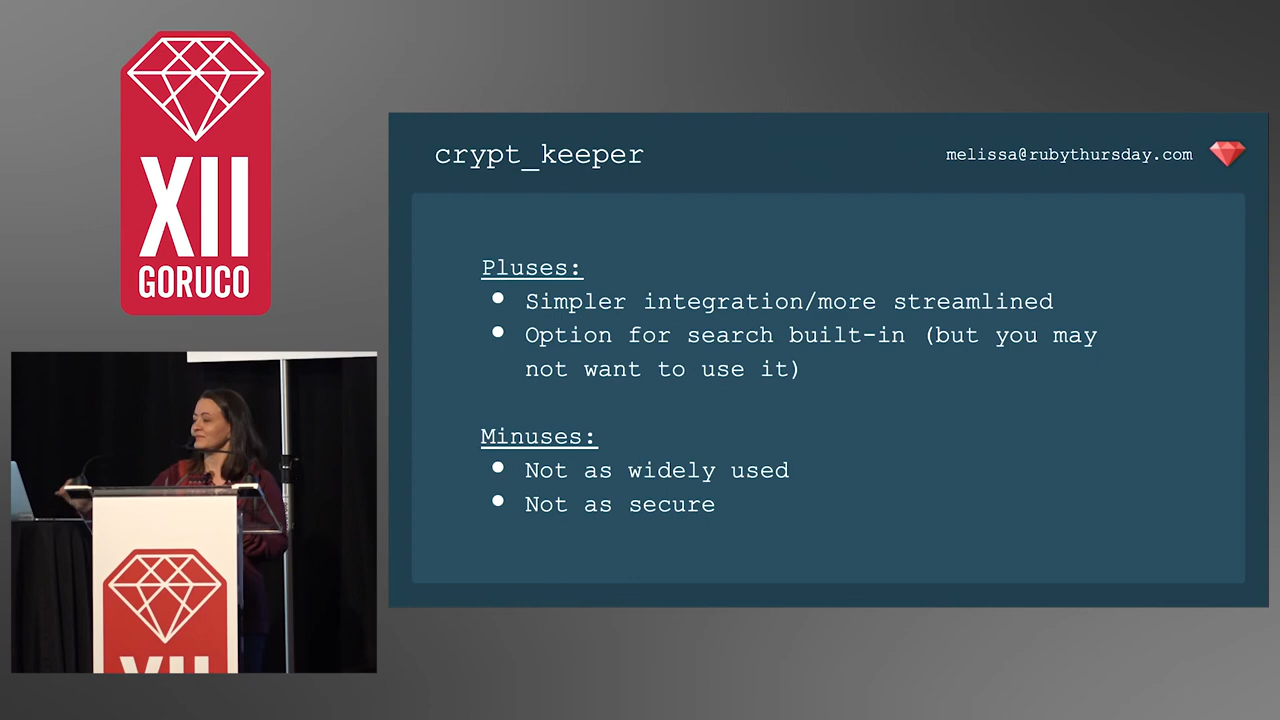 XII
GORUCO
crypt_keeper
melissa@rubythursday.com
Pluses:
● Simpler integration/more streamlined
● Option for search built-in (but you may
not want to use it)
Minuses:
● Not as widely used
● Not as secure
XII